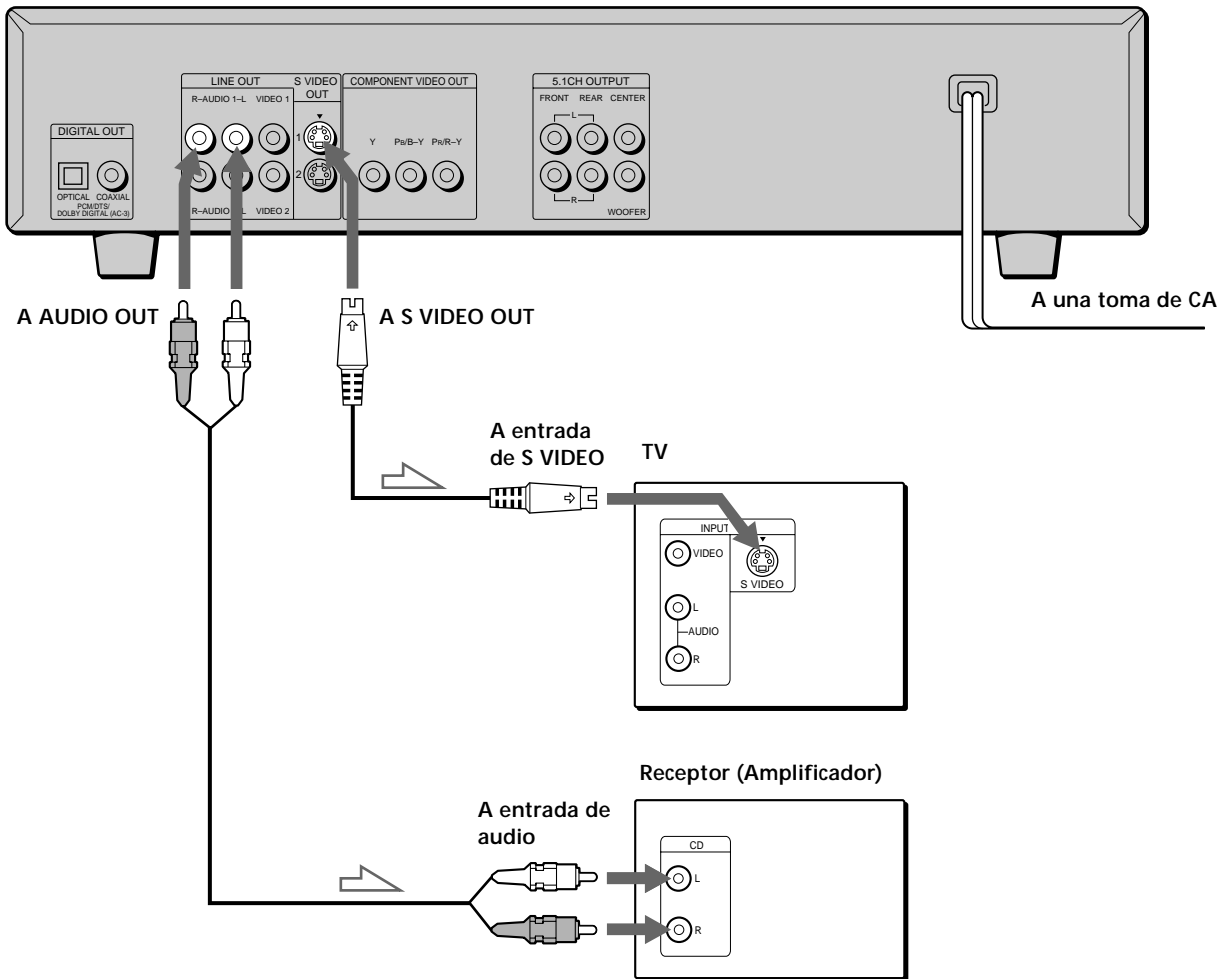 LINE OUT
R–AUDIO 1–L VIDEO 1
S VIDEO
OUT
1
2
COMPONENT VIDEO OUT
Y PB/B–Y PR/R–Y
5.1CH OUTPUT
FRONT REAR CENTER
L
R
WOOFER
DIGITAL OUT
OPTICAL COAXIAL
PCM/DTS/
DOLBY DIGITAL (AC-3)
R–AUDIO L VIDEO 2
A AUDIO OUT
A S VIDEO OUT
A una toma de CA
A entrada
de S VIDEO
TV
INPUT
VIDEO
S VIDEO
L
AUDIO
R
Receptor (Amplificador)
A entrada de
audio
CD
L
R